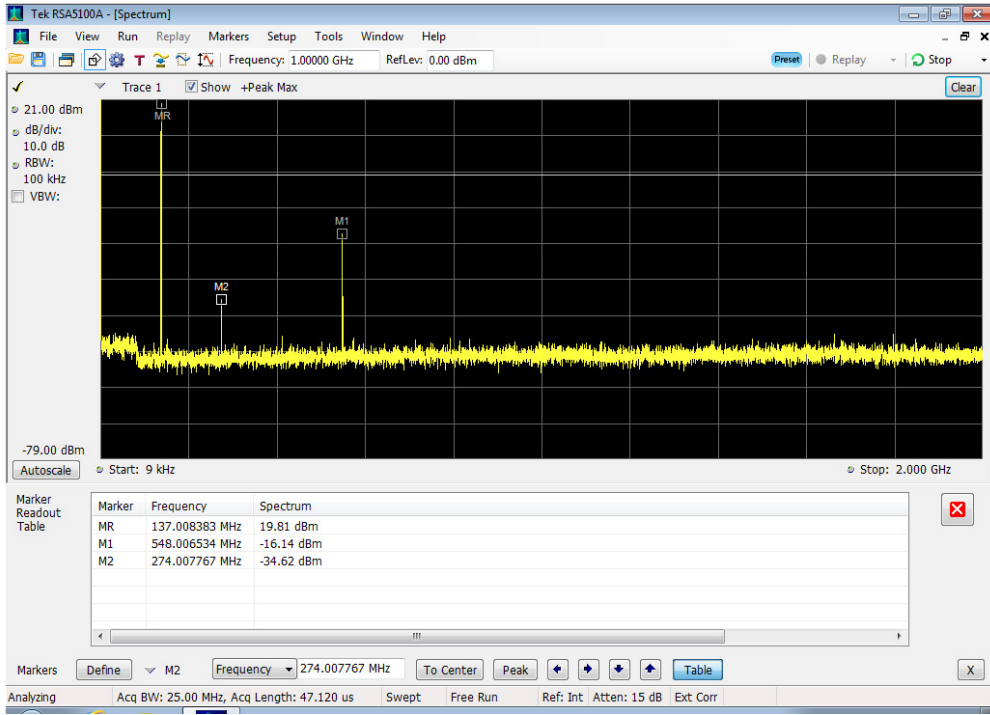 Tek RSA5100A - [Spectrum]
File View Run Replay Markers Setup Tools Window Help
T Frequency: 1.00000 GHz RefLev: 0.00 dBm Preset Replay Stop
Trace 1 Show +Peak Max Clear
21.00 dBm
dB/div:
10.0 dB
RBW:
100 kHz
VBW:
MR
M1
M2
-79.00 dBm
Autoscale Start: 9 kHz Stop: 2.000 GHz
Marker
Readout
Table
Marker Frequency Spectrum
MR 137.008383 MHz 19.81 dBm
M1 548.006534 MHz -16.14 dBm
M2 274.007767 MHz -34.62 dBm
Markers Define M2 Frequency 274.007767 MHz To Center Peak Table X
Analyzing Acq BW: 25.00 MHz, Acq Length: 47.120 us Swept Free Run Ref: Int Atten: 15 dB Ext Corr